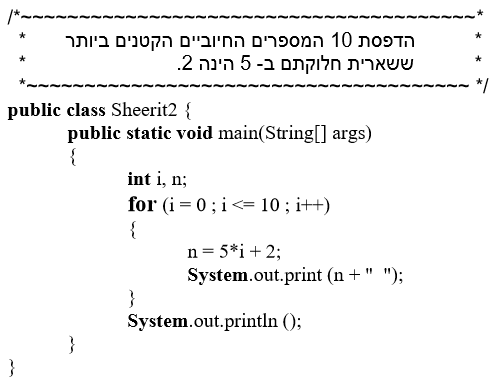 /*~~~~~~~~~~~~~~~~~~~~~~~~~~~~~~~~~~~~~~~*
* הדפסת 10 המספרים החיוביים הקטנים ביותר *
* ששארית חלוקתם ב- 5 הינה 2. *
*~~~~~~~~~~~~~~~~~~~~~~~~~~~~~~~~~~~~~~~ */
public class Sheerit2 {
public static void main(String[] args)
{
int i, n;
for (i = 0 ; i <= 10 ; i++)
{
n = 5*i + 2;
System.out.print (n + "  ");
}
System.out.println ();
}
}